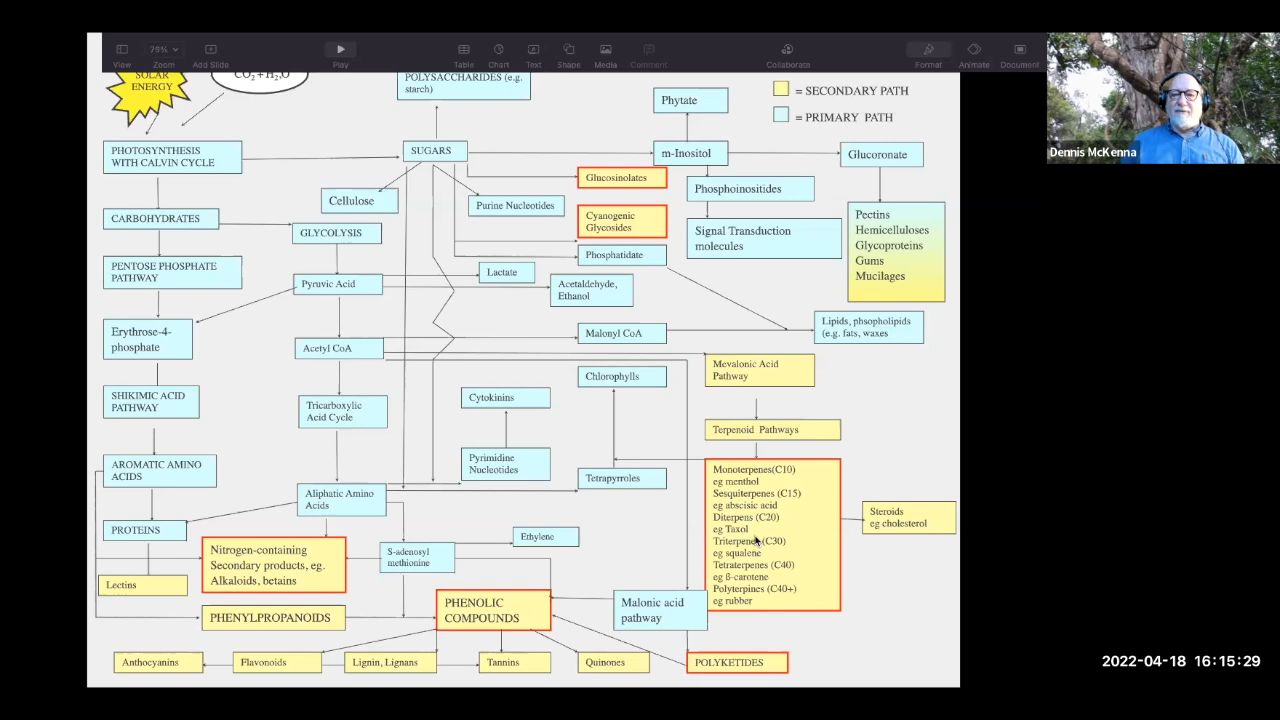 View
79%
Zoom
Add Slide
Play
Table
Chart
Text
Shape
Media
Comment
Collaborate
Format
Animate
Document
Dennis McKenna
SOLAR
ENERGY
CO2 + H2O
POLYSACCHARIDES (e.g.
starch)
Phytate
= SECONDARY PATH
= PRIMARY PATH
PHOTOSYNTHESIS
WITH CALVIN CYCLE
SUGARS
m-Inositol
Glucoronate
Glucosinolates
Cellulose
Purine Nucleotides
Phosphoinositides
CARBOHYDRATES
GLYCOLYSIS
Cyanogenic
Glycosides
Signal Transduction
molecules
Pectins
Hemicelluloses
Glycoproteins
Gums
Mucilages
Phosphatidate
PENTOSE PHOSPHATE
PATHWAY
Pyruvic Acid
Lactate
Acetaldehyde,
Ethanol
Erythrose-4-
phosphate
Malonyl CoA
Lipids, phsopholipids
(e.g. fats, waxes
Acetyl CoA
Mevalonic Acid
Pathway
Chlorophylls
SHIKIMIC ACID
PATHWAY
Tricarboxylic
Acid Cycle
Cytokinins
Terpenoid Pathways
AROMATIC AMINO
ACIDS
Pyrimidine
Nucleotides
Tetrapyrroles
Monoterpenes(C10)
eg menthol
Sesquiterpenes (C15)
eg abscisic acid
Diterpens (C20)
eg Taxol
Triterpenes (C30)
eg squalene
Tetraterpenes (C40)
eg ß-carotene
Polyterpines (C40+)
eg rubber
Steroids
eg cholesterol
Aliphatic Amino
Acids
PROTEINS
Nitrogen-containing
Secondary products, eg.
Alkaloids, betains
S-adenosyl
methionine
Ethylene
Lectins
PHENYLPROPANOIDS
PHENOLIC
COMPOUNDS
Malonic acid
pathway
Anthocyanins
Flavonoids
Lignin, Lignans
Tannins
Quinones
POLYKETIDES
2022-04-18 16:15:29